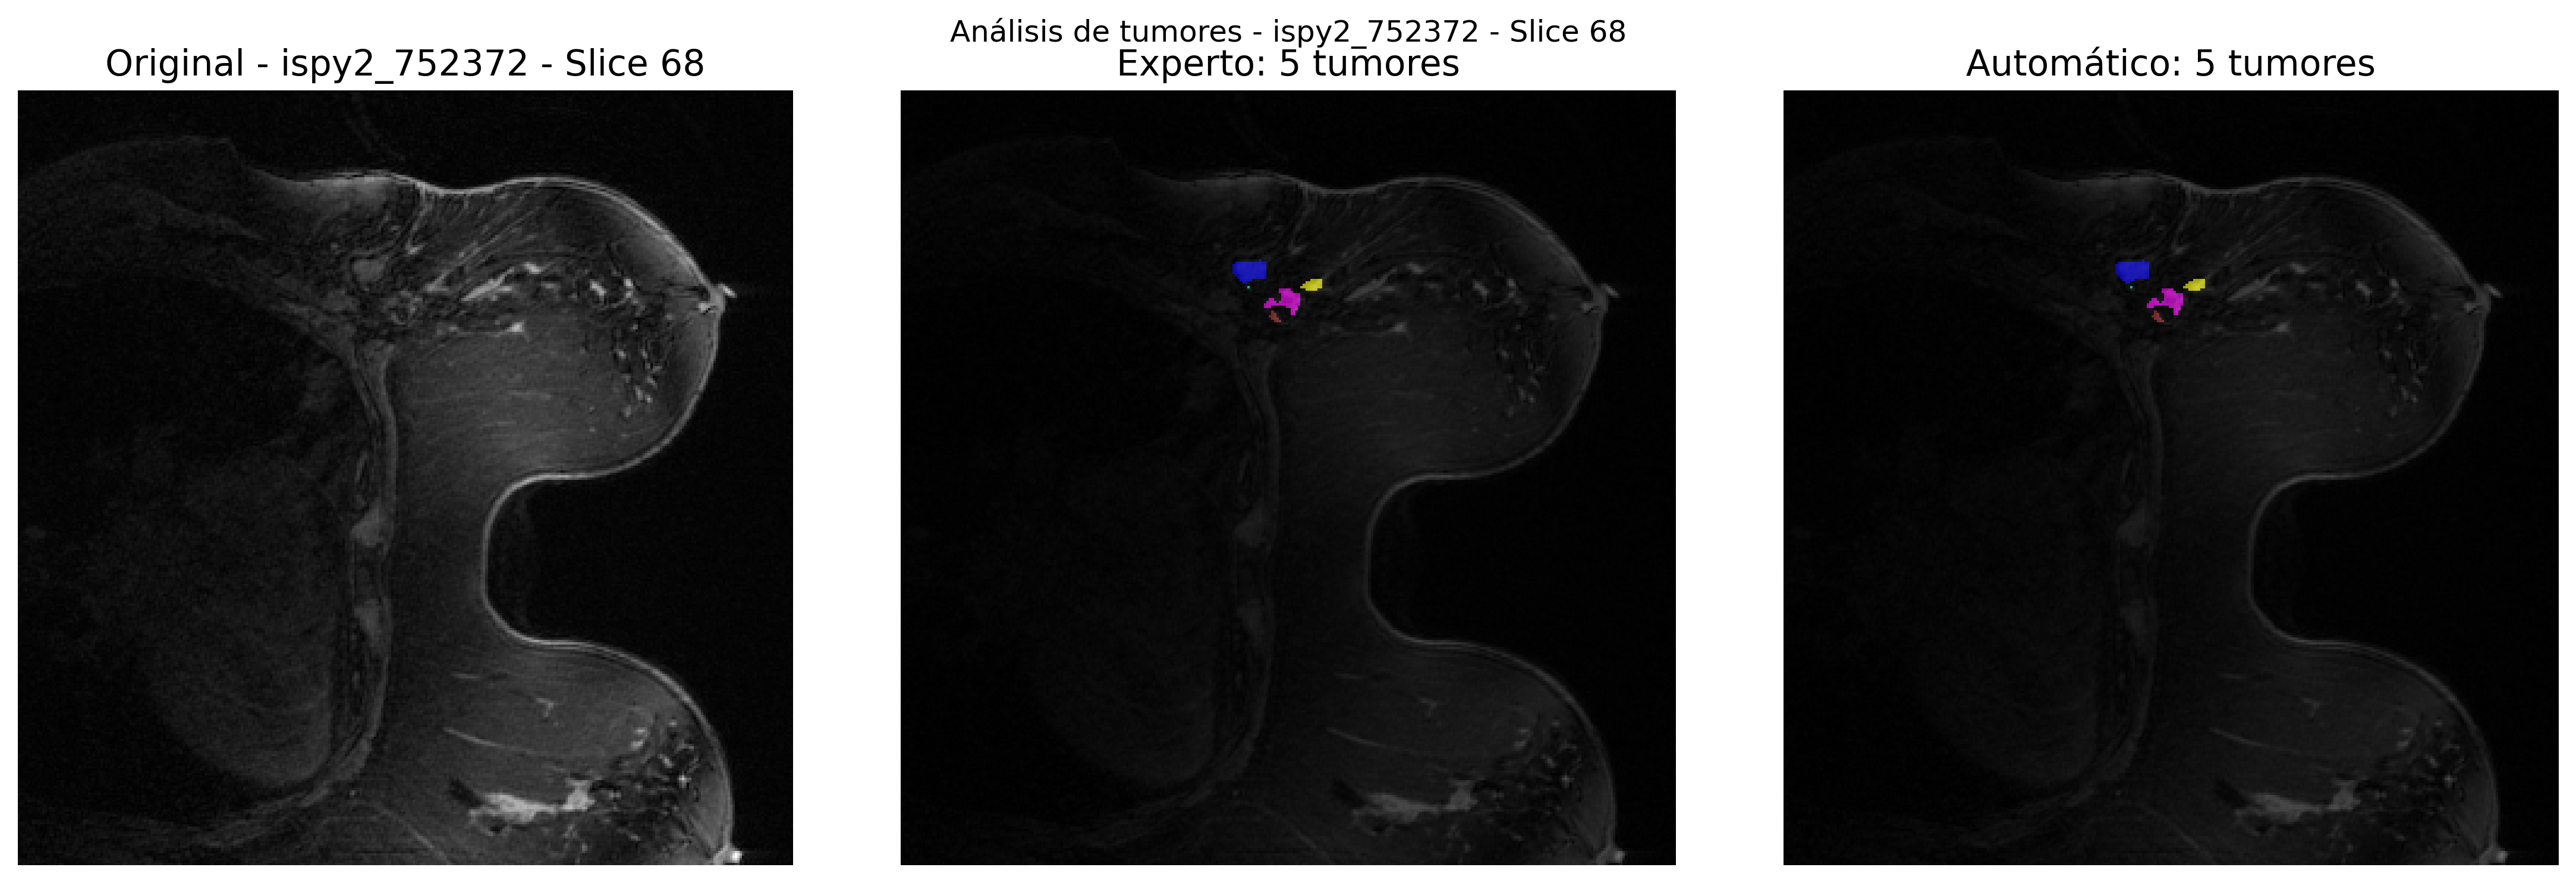 Análisis de tumores - ispy2_752372 - Slice 68
Original - ispy2_752372 - Slice 68
Experto: 5 tumores
Automático: 5 tumores